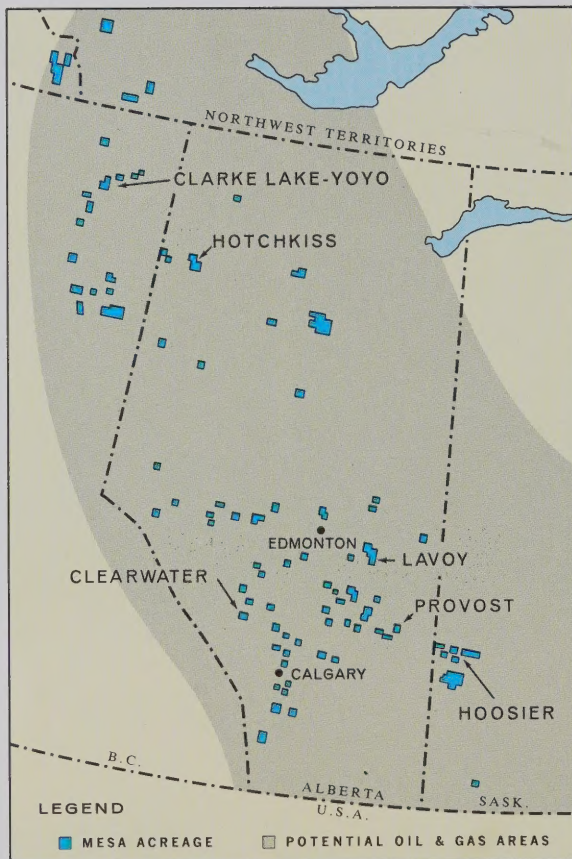 NORTHWEST TERRITORIES
CLARKE LAKE-YOYO
HOTCHKISS
EDMONTON
LAVOY
CLEARWATER
PROVOST
CALGARY
HOOSIER
B.C.
ALBERTA
SASK.
U.S.A.
LEGEND
MESA ACREAGE
POTENTIAL OIL & GAS AREAS